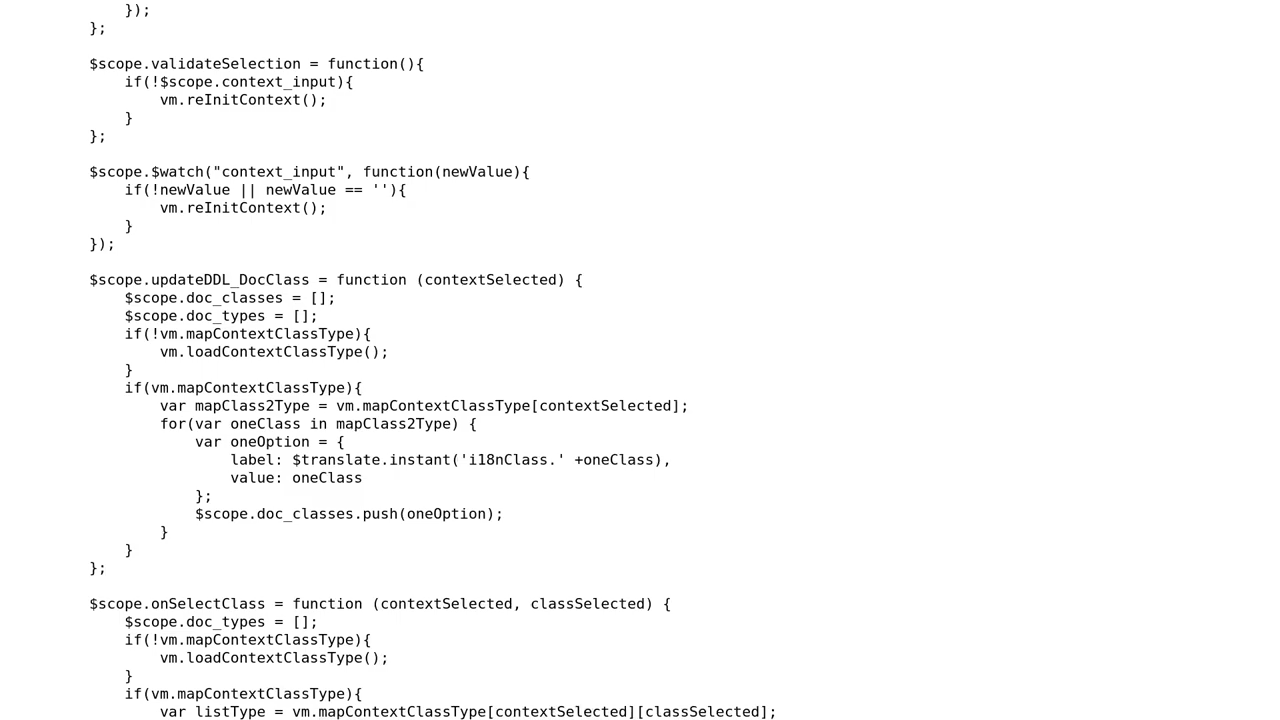 });
};

$scope.validateSelection = function(){
    if(!$scope.context_input){
        vm.reInitContext();
    }
};

$scope.$watch("context_input", function(newValue){
    if(!newValue || newValue == ''){
        vm.reInitContext();
    }
});

$scope.updateDDL_DocClass = function (contextSelected) {
    $scope.doc_classes = [];
    $scope.doc_types = [];
    if(!vm.mapContextClassType){
        vm.loadContextClassType();
    }
    if(vm.mapContextClassType){
        var mapClass2Type = vm.mapContextClassType[contextSelected];
        for(var oneClass in mapClass2Type) {
            var oneOption = {
                label: $translate.instant('i18nClass.' +oneClass),
                value: oneClass
            };
            $scope.doc_classes.push(oneOption);
        }
    }
};

$scope.onSelectClass = function (contextSelected, classSelected) {
    $scope.doc_types = [];
    if(!vm.mapContextClassType){
        vm.loadContextClassType();
    }
    if(vm.mapContextClassType){
        var listType = vm.mapContextClassType[contextSelected][classSelected];